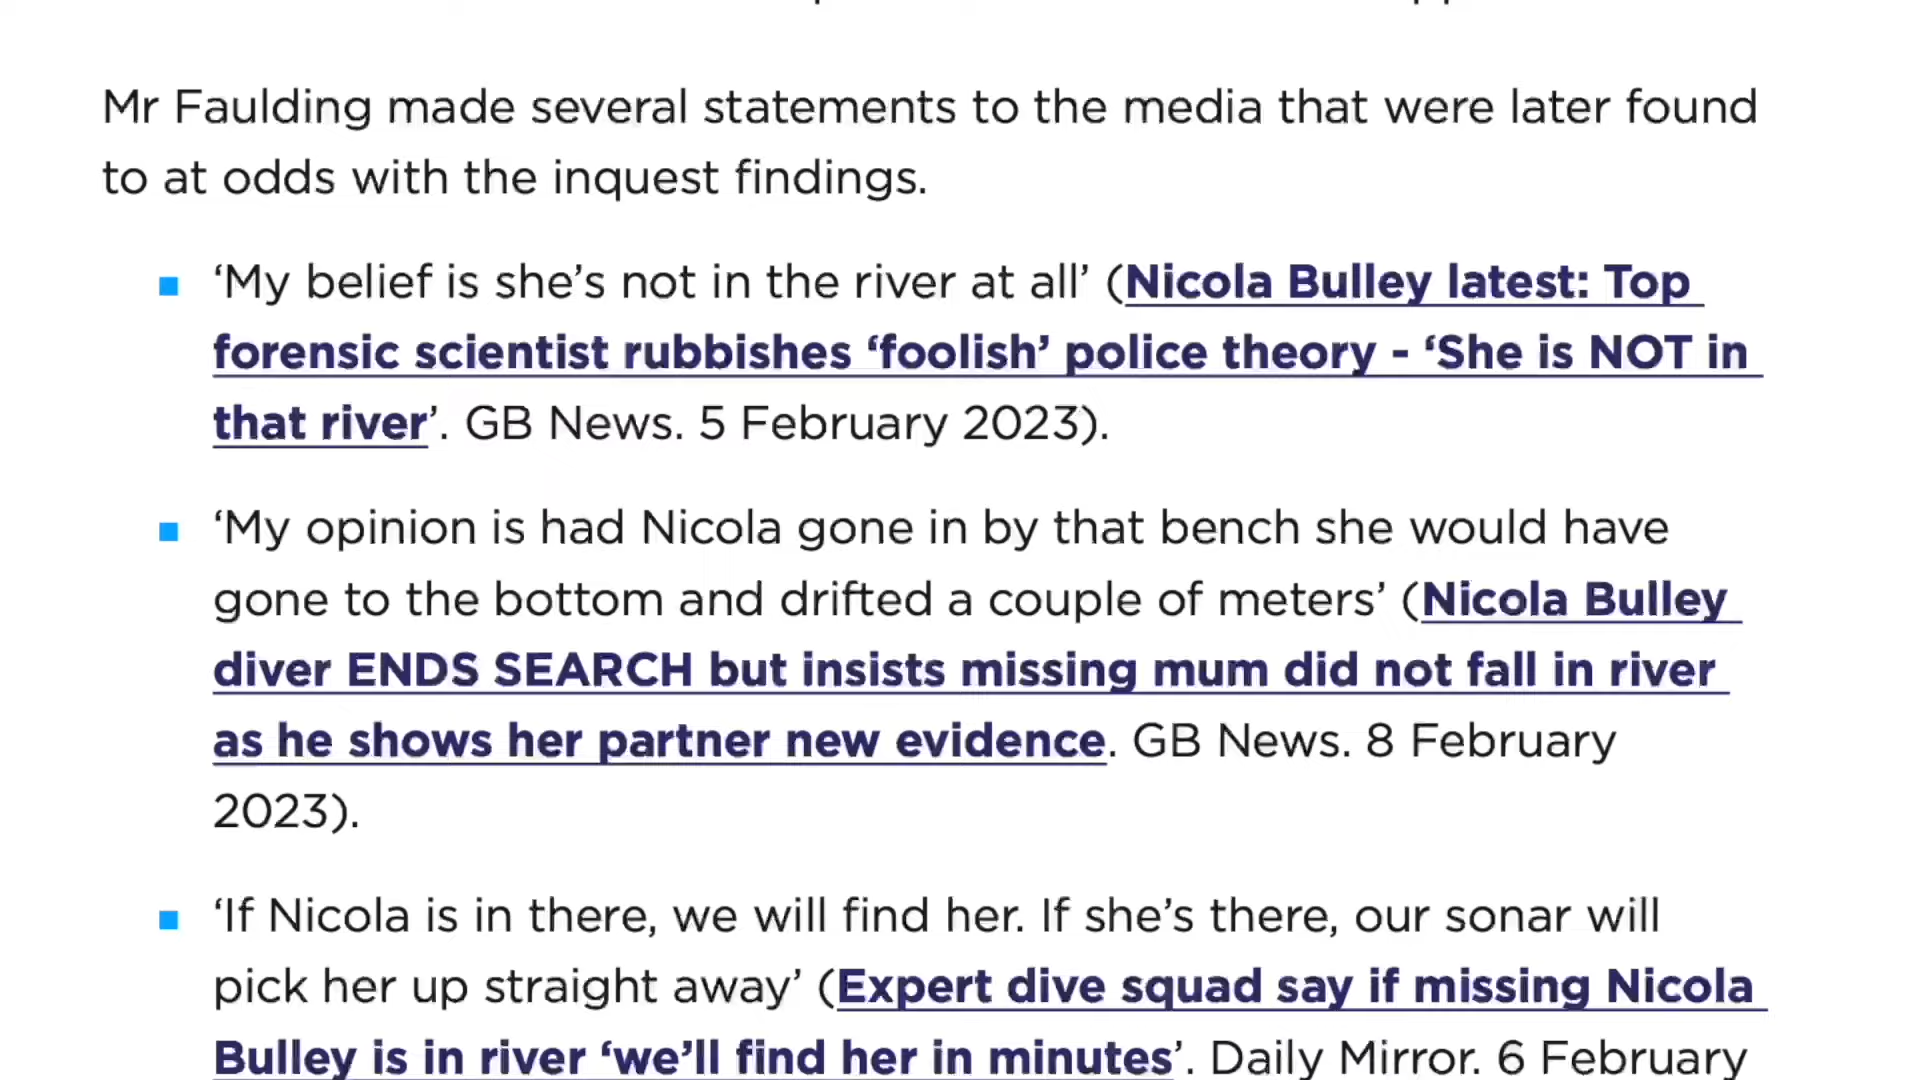 Mr Faulding made several statements to the media that were later found
to at odds with the inquest findings.
‘My belief is she’s not in the river at all’ (Nicola Bulley latest: Top
forensic scientist rubbishes ‘foolish’ police theory - ‘She is NOT in
that river’. GB News. 5 February 2023).
‘My opinion is had Nicola gone in by that bench she would have
gone to the bottom and drifted a couple of meters’ (Nicola Bulley
diver ENDS SEARCH but insists missing mum did not fall in river
as he shows her partner new evidence. GB News. 8 February
2023).
‘If Nicola is in there, we will find her. If she’s there, our sonar will
pick her up straight away’ (Expert dive squad say if missing Nicola
Bulley is in river ‘we’ll find her in minutes’. Daily Mirror. 6 February